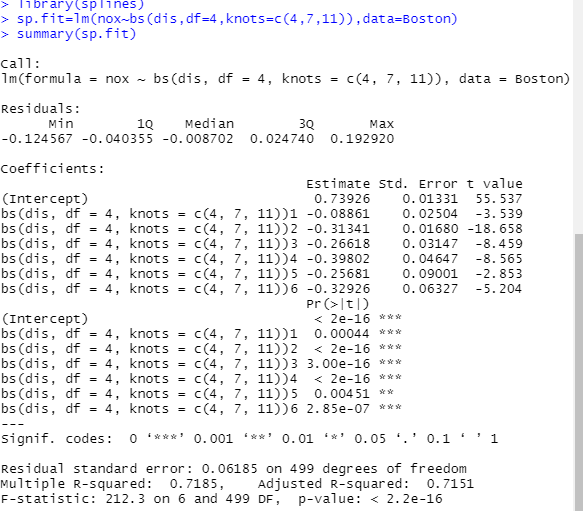 > library(splines)
> sp.fit=lm(nox~bs(dis,df=4,knots=c(4,7,11)),data=Boston)
> summary(sp.fit)
Call:
lm(formula = nox ~ bs(dis, df = 4, knots = c(4, 7, 11)), data = Boston)
Residuals:
Min 1Q Median 3Q Max
-0.124567 -0.040355 -0.008702 0.024740 0.192920
Coefficients:
Estimate Std. Error t value
(Intercept) 0.73926 0.01331 55.537
bs(dis, df = 4, knots = c(4, 7, 11))1 -0.08861 0.02504 -3.539
bs(dis, df = 4, knots = c(4, 7, 11))2 -0.31341 0.01680 -18.658
bs(dis, df = 4, knots = c(4, 7, 11))3 -0.26618 0.03147 -8.459
bs(dis, df = 4, knots = c(4, 7, 11))4 -0.39802 0.04647 -8.565
bs(dis, df = 4, knots = c(4, 7, 11))5 -0.25681 0.09001 -2.853
bs(dis, df = 4, knots = c(4, 7, 11))6 -0.32926 0.06327 -5.204
Pr(>|t|)
(Intercept) < 2e-16 ***
bs(dis, df = 4, knots = c(4, 7, 11))1 0.00044 ***
bs(dis, df = 4, knots = c(4, 7, 11))2 < 2e-16 ***
bs(dis, df = 4, knots = c(4, 7, 11))3 3.00e-16 ***
bs(dis, df = 4, knots = c(4, 7, 11))4 < 2e-16 ***
bs(dis, df = 4, knots = c(4, 7, 11))5 0.00451 **
bs(dis, df = 4, knots = c(4, 7, 11))6 2.85e-07 ***
---
Signif. codes: 0 ‘***’ 0.001 ‘**’ 0.01 ‘*’ 0.05 ‘.’ 0.1 ‘ ’ 1
Residual standard error: 0.06185 on 499 degrees of freedom
Multiple R-squared: 0.7185, Adjusted R-squared: 0.7151
F-statistic: 212.3 on 6 and 499 DF, p-value: < 2.2e-16